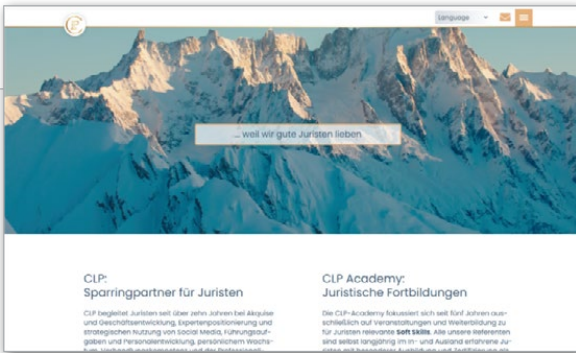 Language
... weil wir gute Juristen lieben
CLP:
Sparringpartner für Juristen
CLP begleitet Juristen seit über zehn Jahren bei Akquise
und Geschäftsentwicklung, Expertenpositionierung und
strategischen Nutzung von Social Media, Führungsauf-
gaben und Personalentwicklung, persönlichem Wachs-
CLP Academy:
Juristische Fortbildungen
Die CLP-Academy fokussiert sich seit fünf Jahren aus-
schließlich auf Veranstaltungen und Weiterbildung zu
für Juristen relevante Soft Skills. Alle unsere Referenten
sind selbst langjährig im In- und Ausland erfahrene Ju-